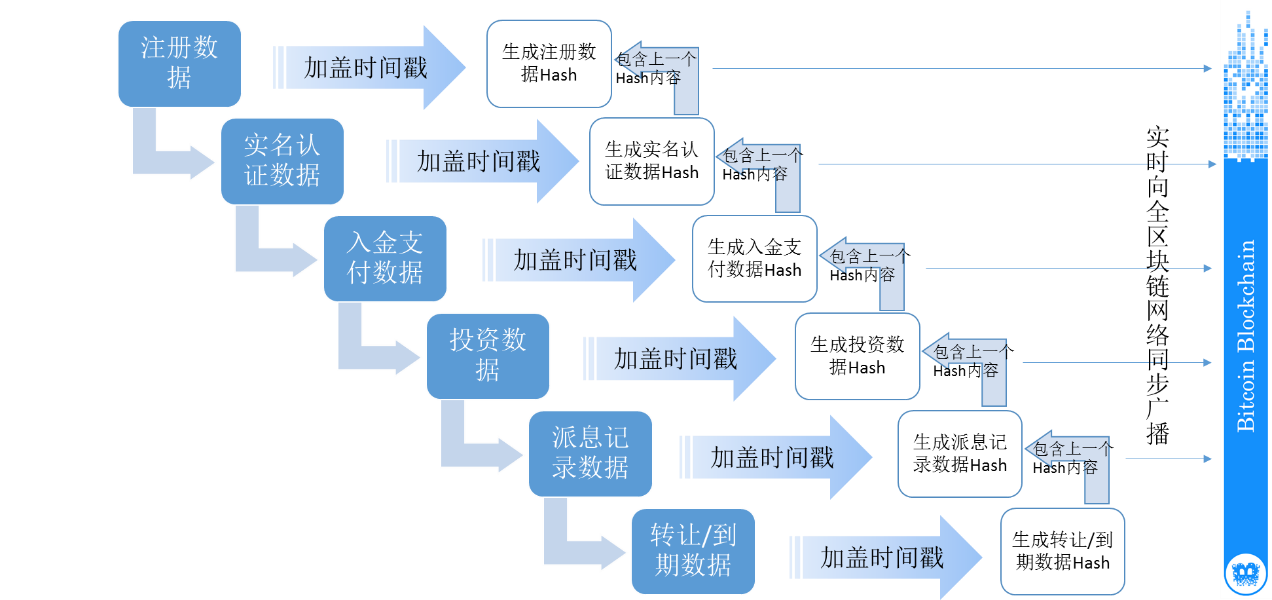 注册数
据
加盖时间戳
生成注册数
据Hash
包含上一个
Hash内容
实名认
证数据
加盖时间戳
生成实名认
证数据Hash
包含上一个
Hash内容
入金支
付数据
加盖时间戳
生成入金支
付数据Hash
包含上一个
Hash内容
投资数
据
加盖时间戳
生成投资数
据Hash
包含上一个
Hash内容
派息记
录数据
加盖时间戳
生成派息记
录数据Hash
包含上一个
Hash内容
转让/到
期数据
加盖时间戳
生成转让/到
期数据Hash
实时向全区块链网络同步广播
Bitcoin Blockchain